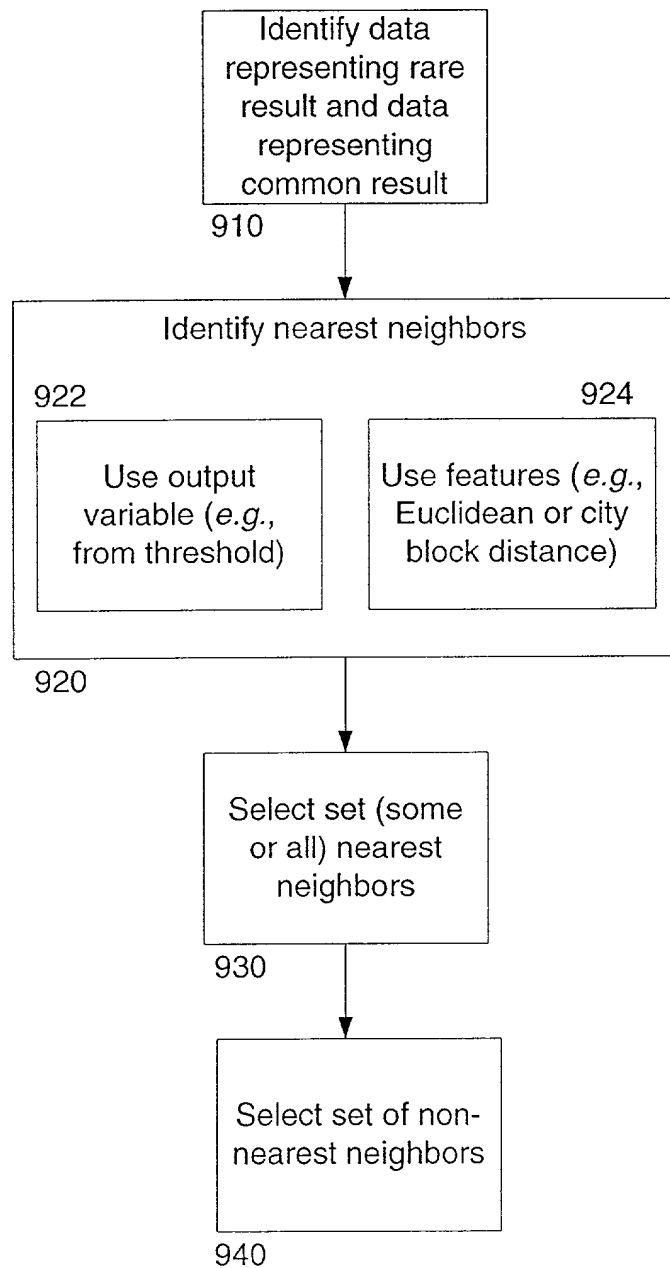 Identify data
representing rare
result and data
representing
common result
910
Identify nearest neighbors
922
924
Use output
variable (e.g.,
from threshold)
Use features (e.g.,
Euclidean or city
block distance)
920
Select set (some
or all) nearest
neighbors
930
Select set of non-
nearest neighbors
940